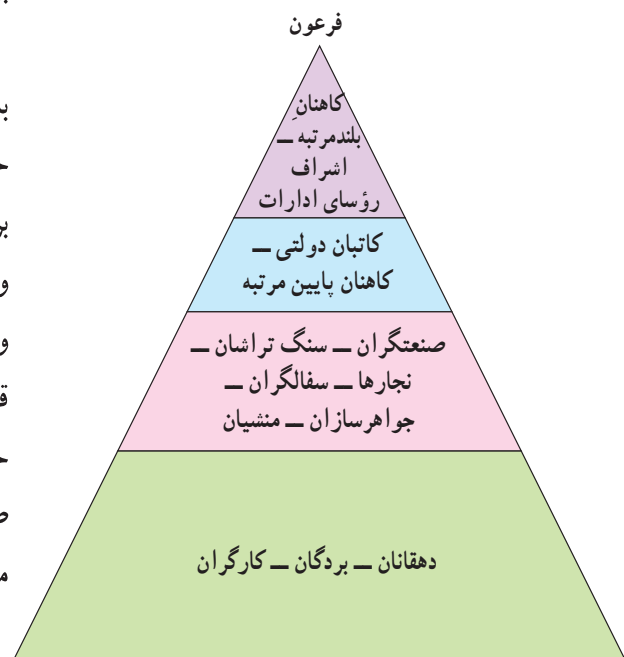 فرعون
کاهنانِ
بلندمرتبه ــ
اشراف
رؤسای ادارات
کاتبان دولتی ــ
کاهنان پایین مرتبه
صنعتگران ــ سنگ تراشان ــ
نجارها ــ سفالگران ــ
جواهرسازان ــ منشیان
دهقانان ــ بردگان ــ کارگران